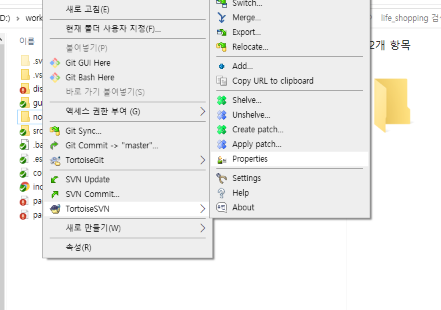 D:)
work
life_shopping 검
이름
2개 항목
.sv
.vs
dis
gu
no
src
.ba
.es
co
inc
pa
pa
새로 고침(E)
현재 폴더 사용자 지정(F)...
붙여넣기(P)
Git GUI Here
Git Bash Here
바로 가기 붙여넣기(S)
액세스 권한 부여 (G)
Git Sync...
Git Commit -> "master"...
TortoiseGit
SVN Update
SVN Commit...
TortoiseSVN
새로 만들기(W)
속성(R)
Switch...
Merge...
Export...
Relocate...
Add...
Copy URL to clipboard
Shelve...
Unshelve...
Create patch...
Apply patch...
Properties
Settings
Help
About